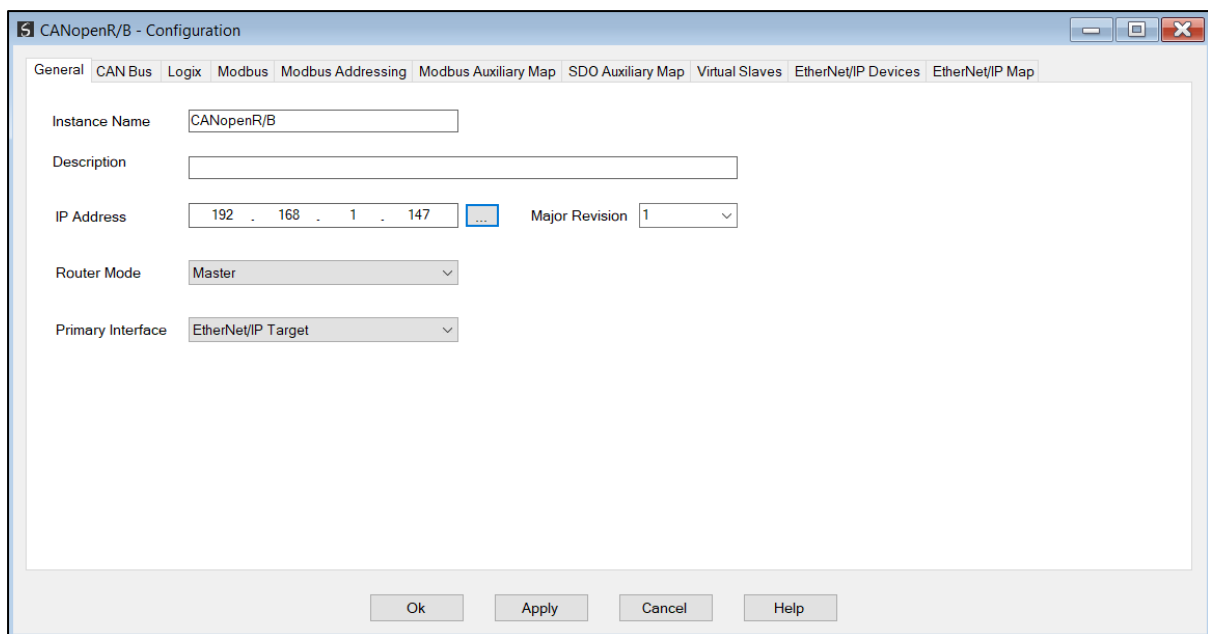 CANopenR/B - Configuration
General CAN Bus Logix Modbus Modbus Addressing Modbus Auxiliary Map SDO Auxiliary Map Virtual Slaves EtherNet/IP Devices EtherNet/IP Map
Instance Name CANopenR/B
Description
IP Address 192 . 168 . 1 . 147 ... Major Revision 1
Router Mode Master
Primary Interface EtherNet/IP Target
Ok Apply Cancel Help